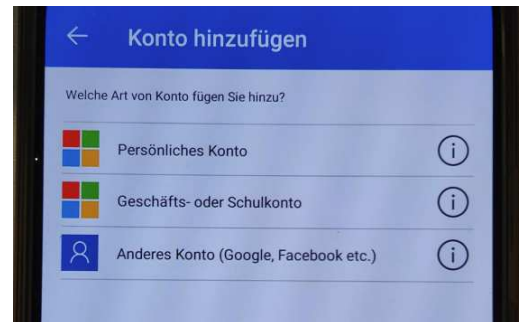 Konto hinzufügen
Welche Art von Konto fügen Sie hinzu?
Persönliches Konto
Geschäfts- oder Schulkonto
Anderes Konto (Google, Facebook etc.)